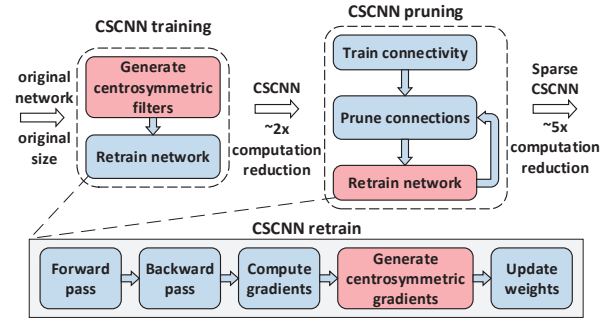 CSCNN training
CSCNN pruning
original
network
original
size
Generate
centrosymmetric
filters
Retrain network
CSCNN
~2x
computation
reduction
Train connectivity
Prune connections
Retrain network
Sparse
CSCNN
~5x
computation
reduction
CSCNN retrain
Forward
pass
Backward
pass
Compute
gradients
Generate
centrosymmetric
gradients
Update
weights